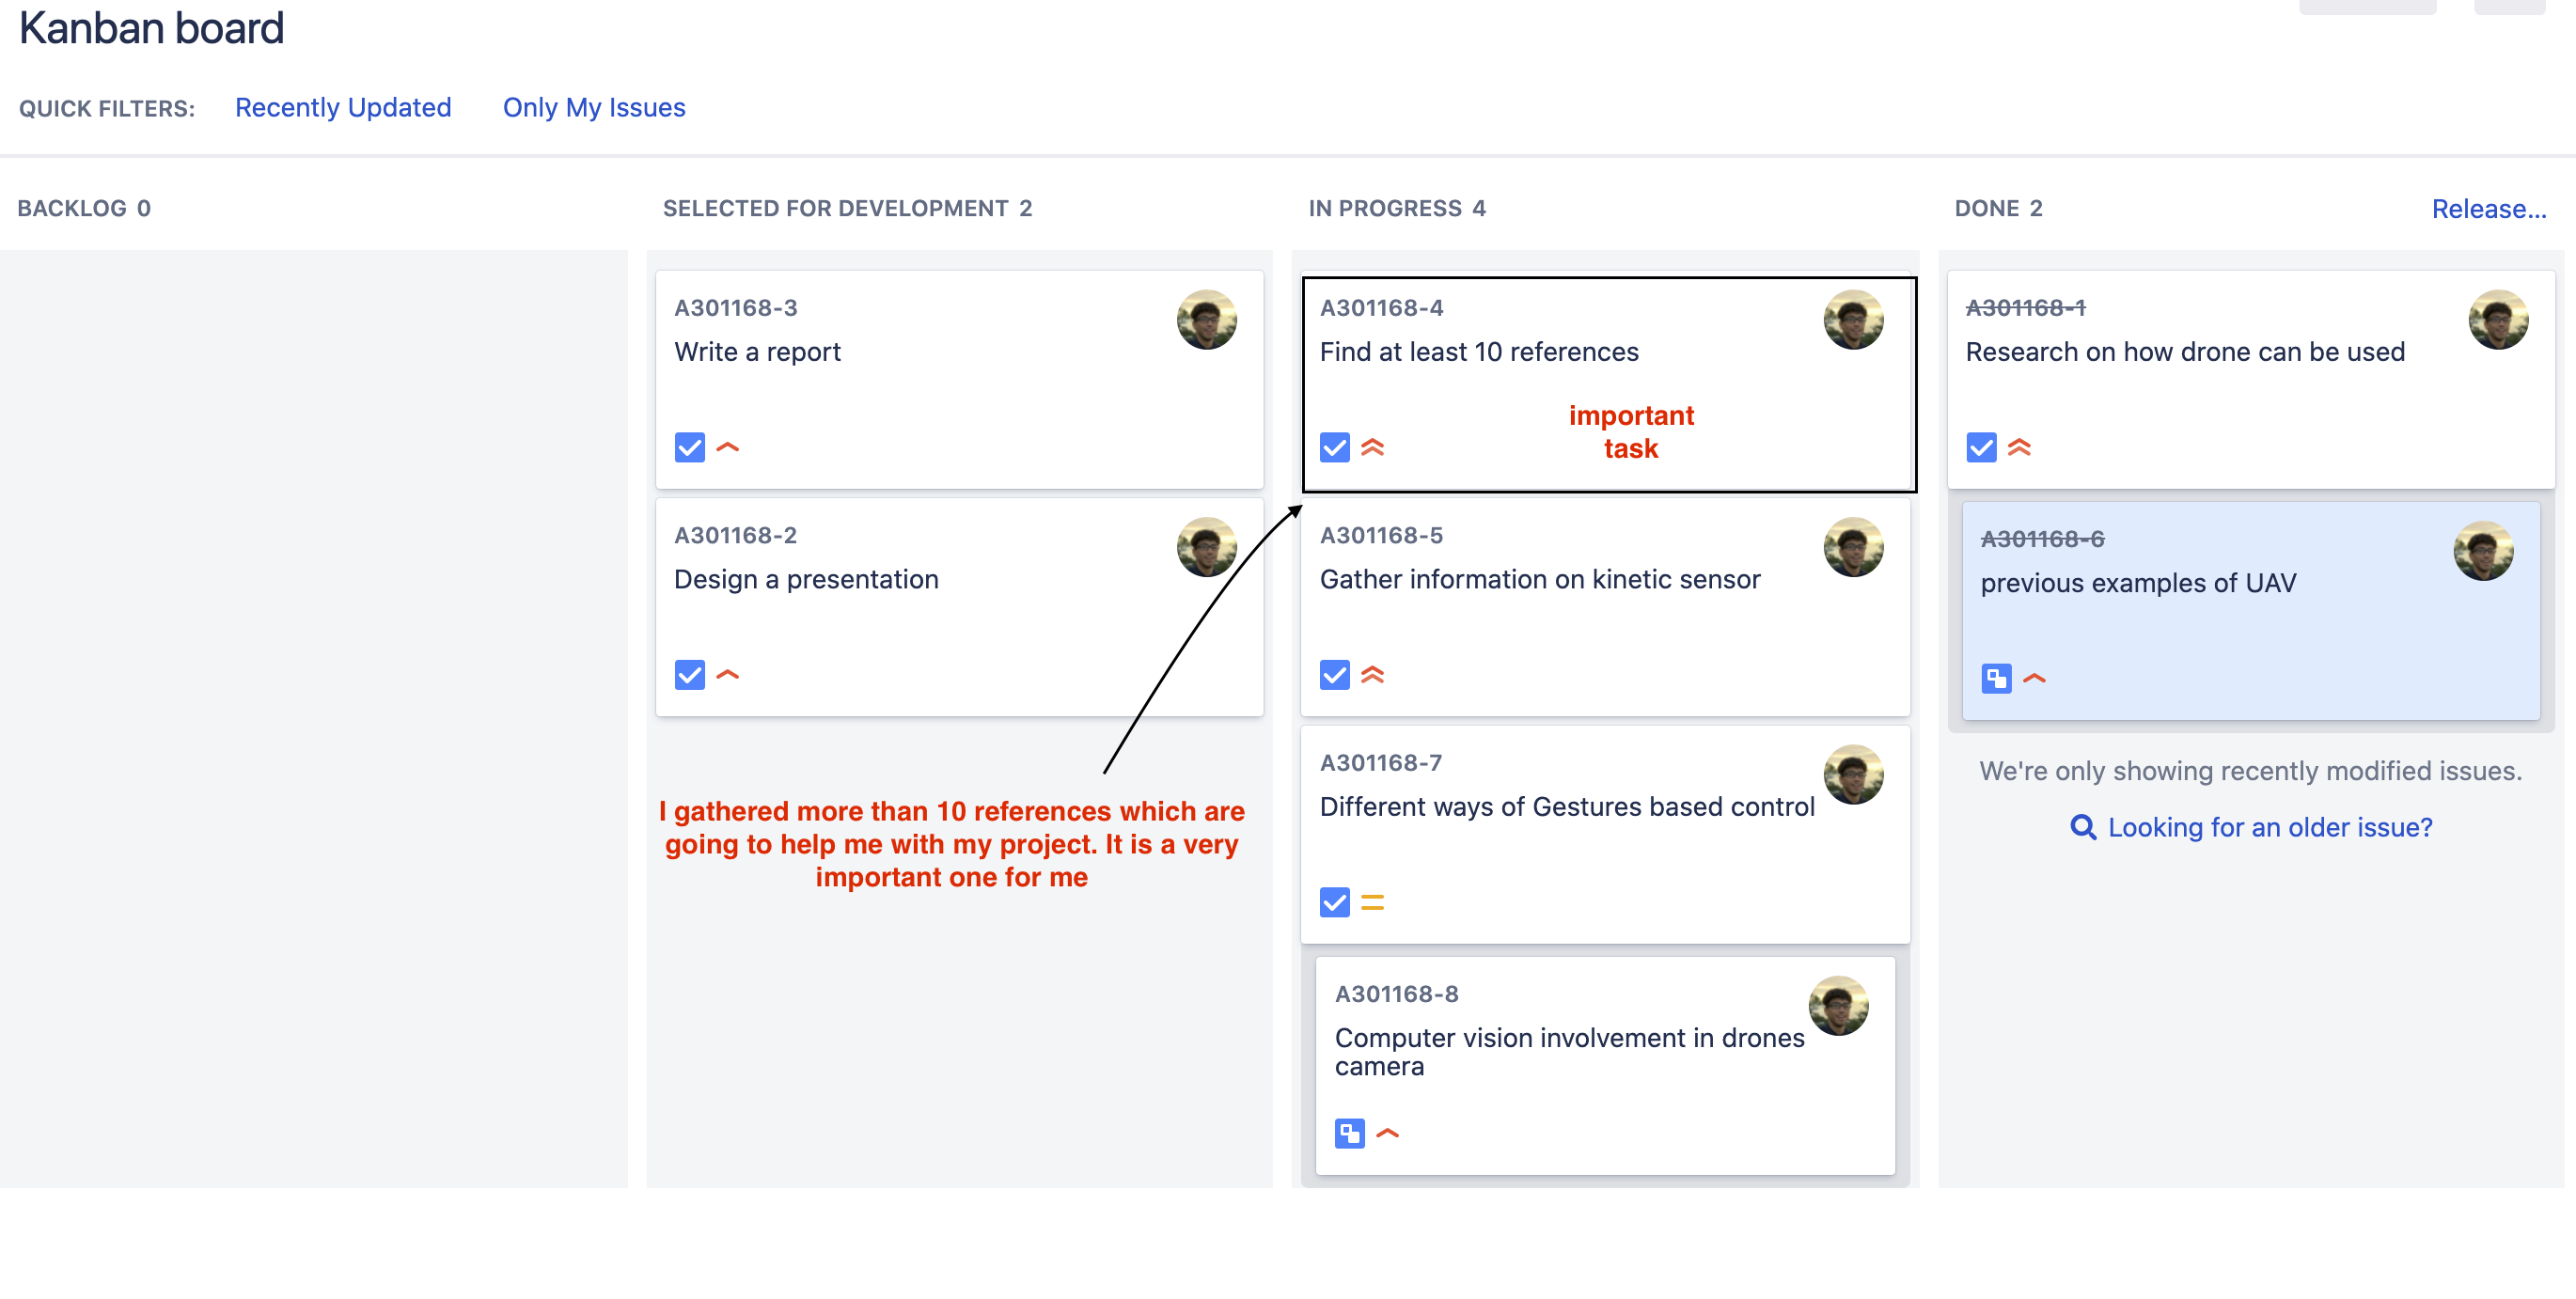 Kanban board
QUICK FILTERS: Recently Updated Only My Issues
BACKLOG 0
SELECTED FOR DEVELOPMENT 2
IN PROGRESS 4
DONE 2
Release...
A301168-3
Write a report
A301168-2
Design a presentation
I gathered more than 10 references which are
going to help me with my project. It is a very
important one for me
A301168-4
Find at least 10 references
important
task
A301168-5
Gather information on kinetic sensor
A301168-7
Different ways of Gestures based control
A301168-8
Computer vision involvement in drones
camera
A301168-1
Research on how drone can be used
A301168-6
previous examples of UAV
We're only showing recently modified issues.
Looking for an older issue?